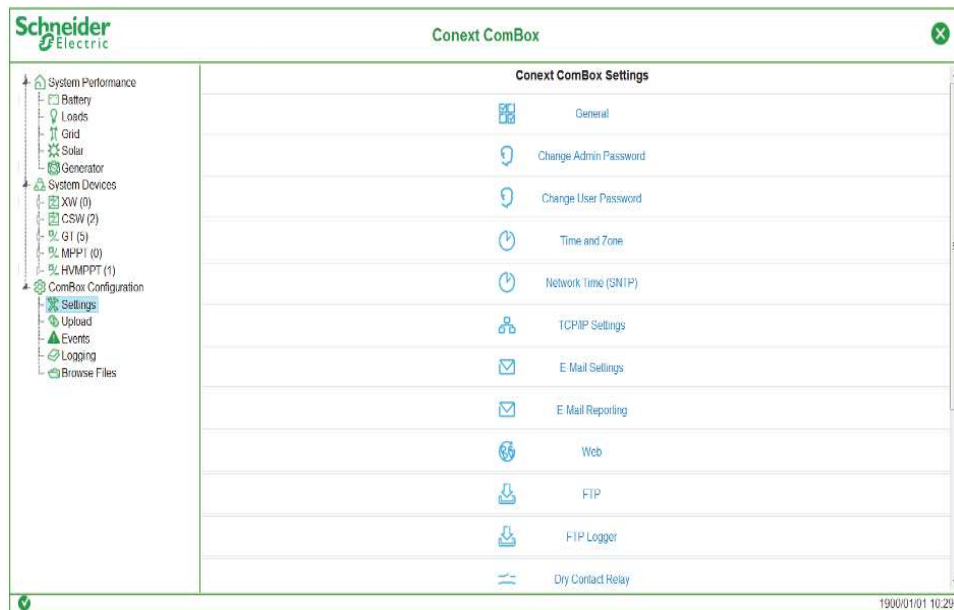 Schneider
Electric
Conext ComBox
System Performance
Battery
Loads
Grid
Solar
Generator
System Devices
XW (0)
CSW (2)
GT (5)
MPPT (0)
HVMPPT (1)
ComBox Configuration
Settings
Upload
Events
Logging
Browse Files
Conext ComBox Settings
General
Change Admin Password
Change User Password
Time and Zone
Network Time (SNTP)
TCP/IP Settings
E Mail Settings
E Mail Reporting
Web
FTP
FTP Logger
Dry Contact Relay
1900/01/01 10:29